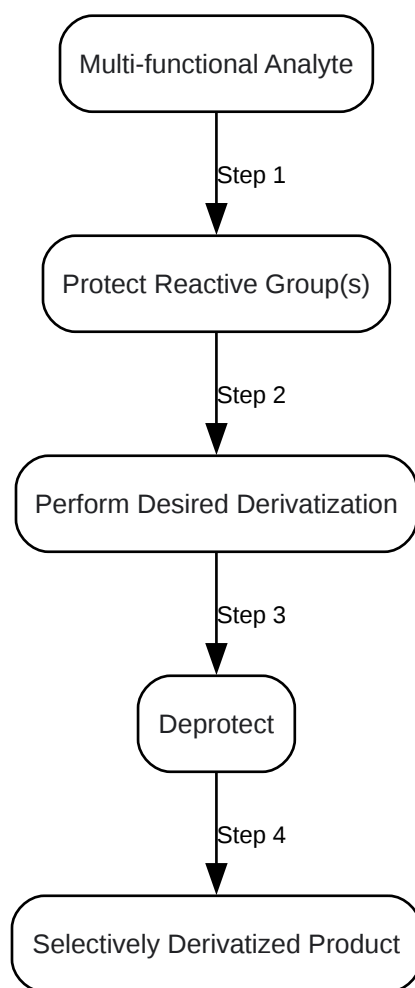 Multi-functional Analyte
Step 1
Protect Reactive Group(s)
Step 2
Perform Desired Derivatization
Step 3
Deprotect
Step 4
Selectively Derivatized Product